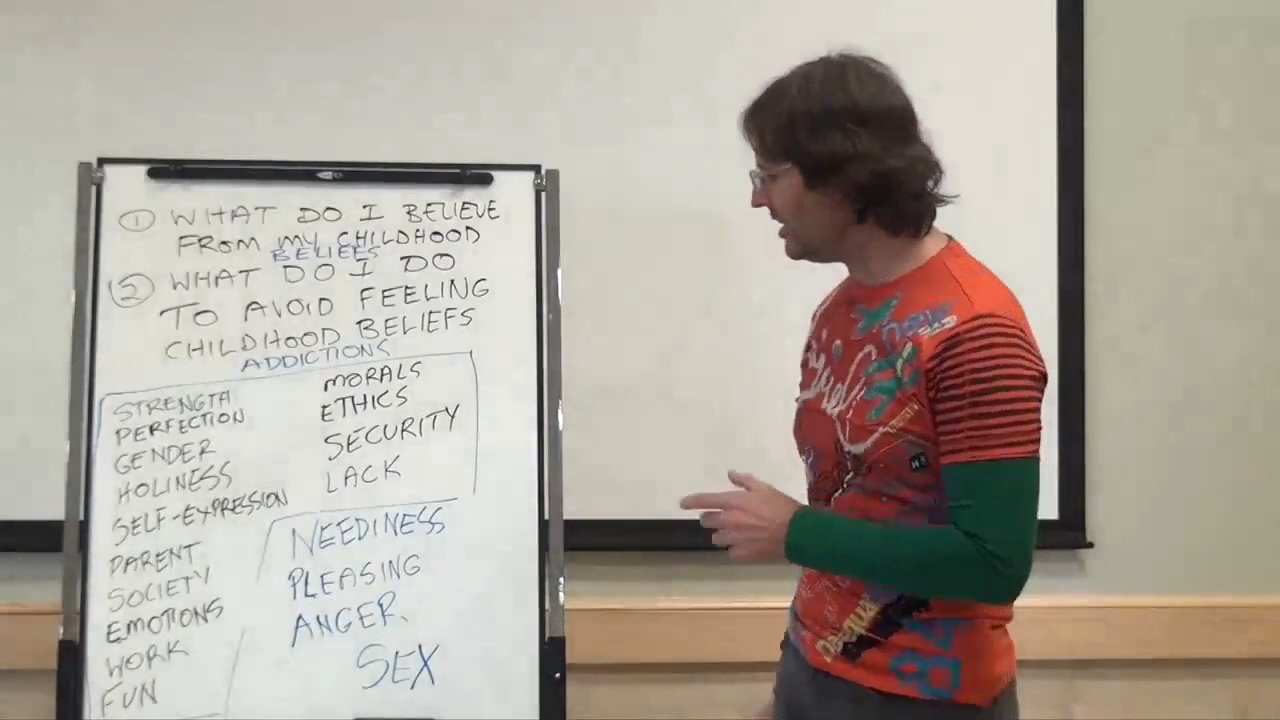 ① WHAT DO I BELIEVE
FROM MY CHILDHOOD
BELIEFS
② WHAT DO I DO
TO AVOID FEELING
CHILDHOOD BELIEFS
ADDICTIONS
STRENGTH
PERFECTION
GENDER
HOLINESS
SELF-EXPRESSION
PARENT
SOCIETY
EMOTIONS
WORK
FUN
MORALS
ETHICS
SECURITY
LACK
NEEDINESS
PLEASING
ANGER.
SEX
Desigual